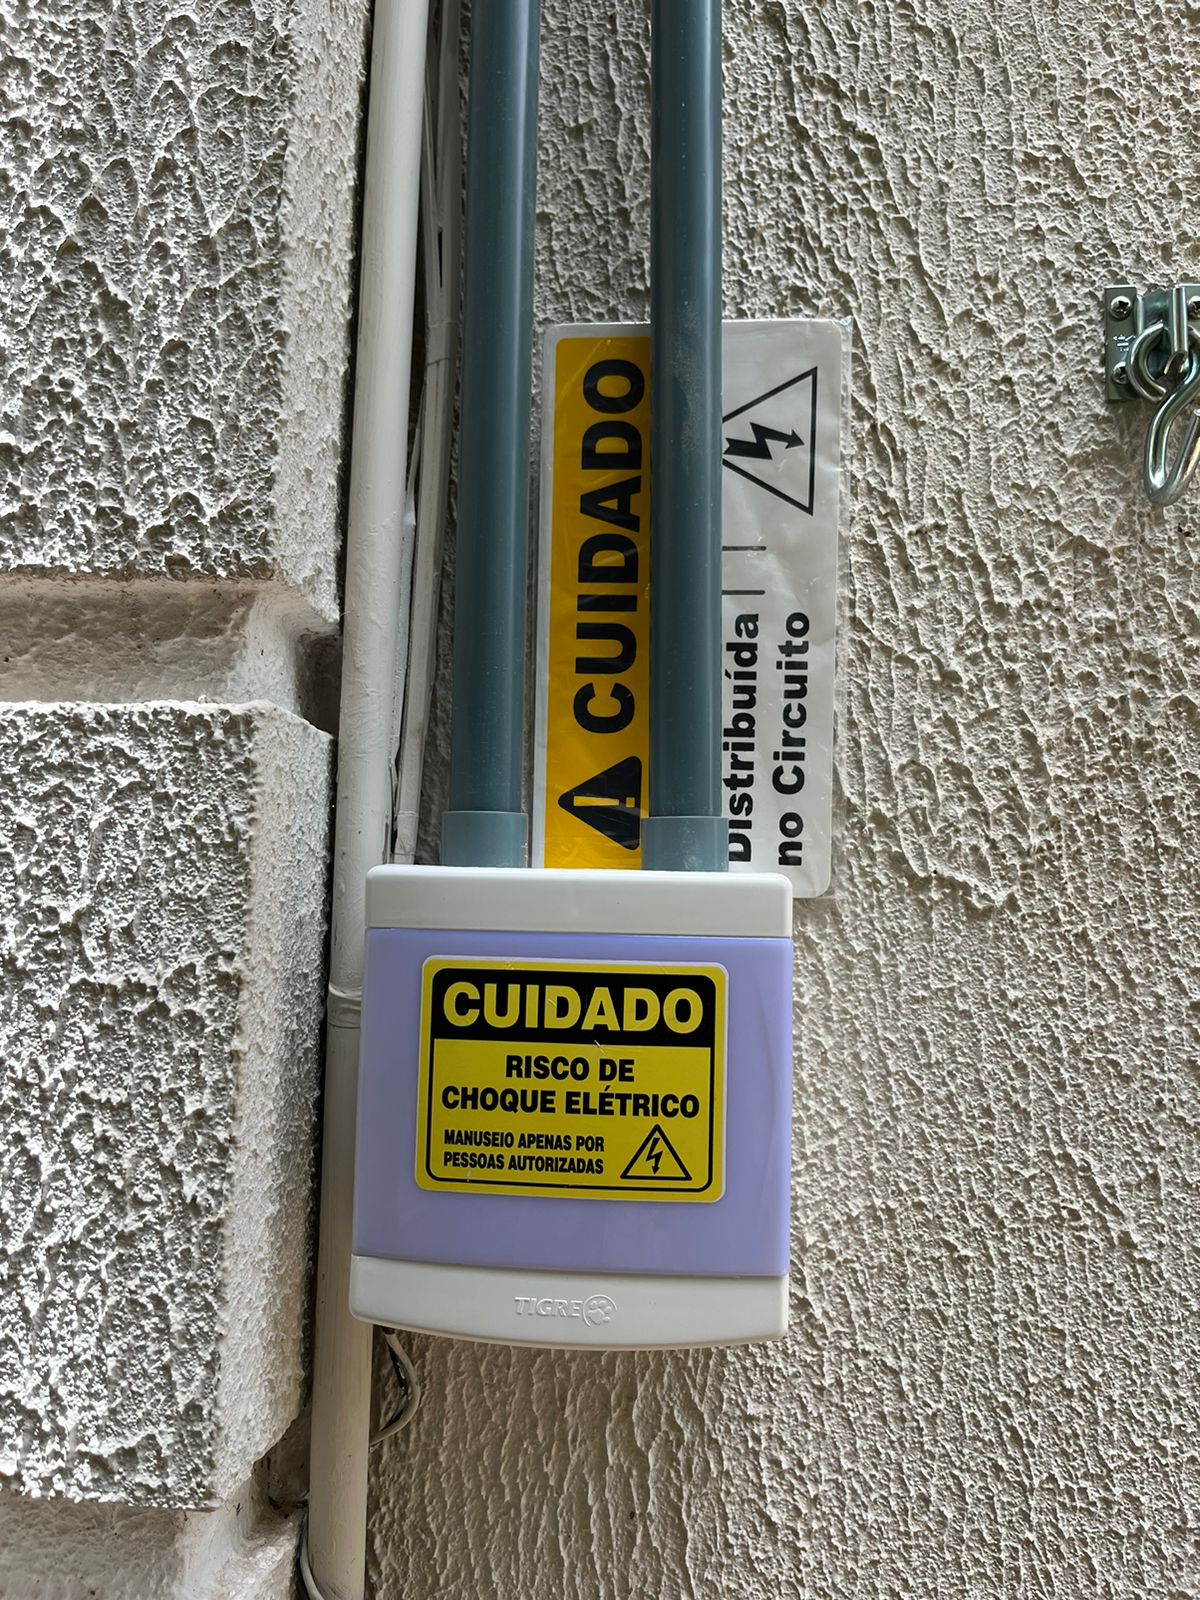 CUIDADO
Distribuída
no Circuito
CUIDADO
RISCO DE
CHOQUE ELÉTRICO
MANUSEIO APENAS POR
PESSOAS AUTORIZADAS
TIGRE